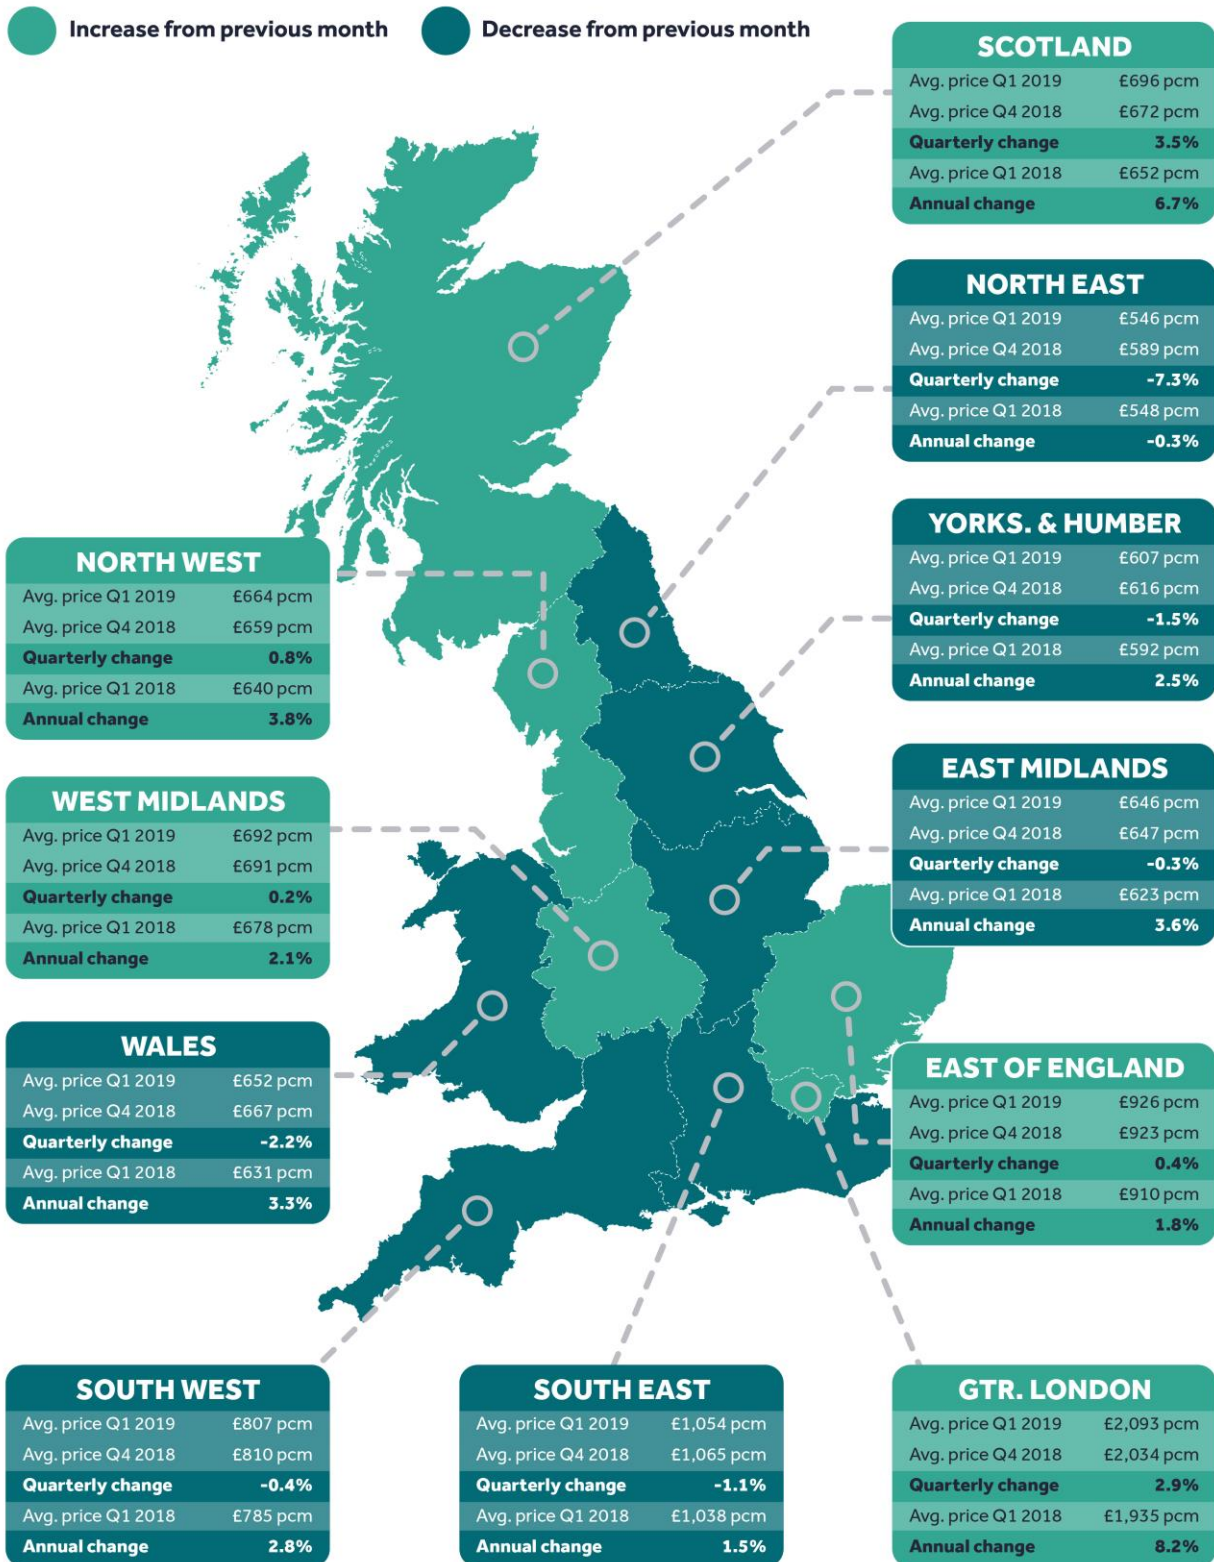 Increase from previous month
Decrease from previous month
SCOTLAND
Avg. price Q1 2019 £696 pcm
Avg. price Q4 2018 £672 pcm
Quarterly change 3.5%
Avg. price Q1 2018 £652 pcm
Annual change 6.7%
NORTH EAST
Avg. price Q1 2019 £546 pcm
Avg. price Q4 2018 £589 pcm
Quarterly change -7.3%
Avg. price Q1 2018 £548 pcm
Annual change -0.3%
YORKS. & HUMBER
Avg. price Q1 2019 £607 pcm
Avg. price Q4 2018 £616 pcm
Quarterly change -1.5%
Avg. price Q1 2018 £592 pcm
Annual change 2.5%
NORTH WEST
Avg. price Q1 2019 £664 pcm
Avg. price Q4 2018 £659 pcm
Quarterly change 0.8%
Avg. price Q1 2018 £640 pcm
Annual change 3.8%
EAST MIDLANDS
Avg. price Q1 2019 £646 pcm
Avg. price Q4 2018 £647 pcm
Quarterly change -0.3%
Avg. price Q1 2018 £623 pcm
Annual change 3.6%
WEST MIDLANDS
Avg. price Q1 2019 £692 pcm
Avg. price Q4 2018 £691 pcm
Quarterly change 0.2%
Avg. price Q1 2018 £678 pcm
Annual change 2.1%
WALES
Avg. price Q1 2019 £652 pcm
Avg. price Q4 2018 £667 pcm
Quarterly change -2.2%
Avg. price Q1 2018 £631 pcm
Annual change 3.3%
EAST OF ENGLAND
Avg. price Q1 2019 £926 pcm
Avg. price Q4 2018 £923 pcm
Quarterly change 0.4%
Avg. price Q1 2018 £910 pcm
Annual change 1.8%
SOUTH WEST
Avg. price Q1 2019 £807 pcm
Avg. price Q4 2018 £810 pcm
Quarterly change -0.4%
Avg. price Q1 2018 £785 pcm
Annual change 2.8%
SOUTH EAST
Avg. price Q1 2019 £1,054 pcm
Avg. price Q4 2018 £1,065 pcm
Quarterly change -1.1%
Avg. price Q1 2018 £1,038 pcm
Annual change 1.5%
GTR. LONDON
Avg. price Q1 2019 £2,093 pcm
Avg. price Q4 2018 £2,034 pcm
Quarterly change 2.9%
Avg. price Q1 2018 £1,935 pcm
Annual change 8.2%